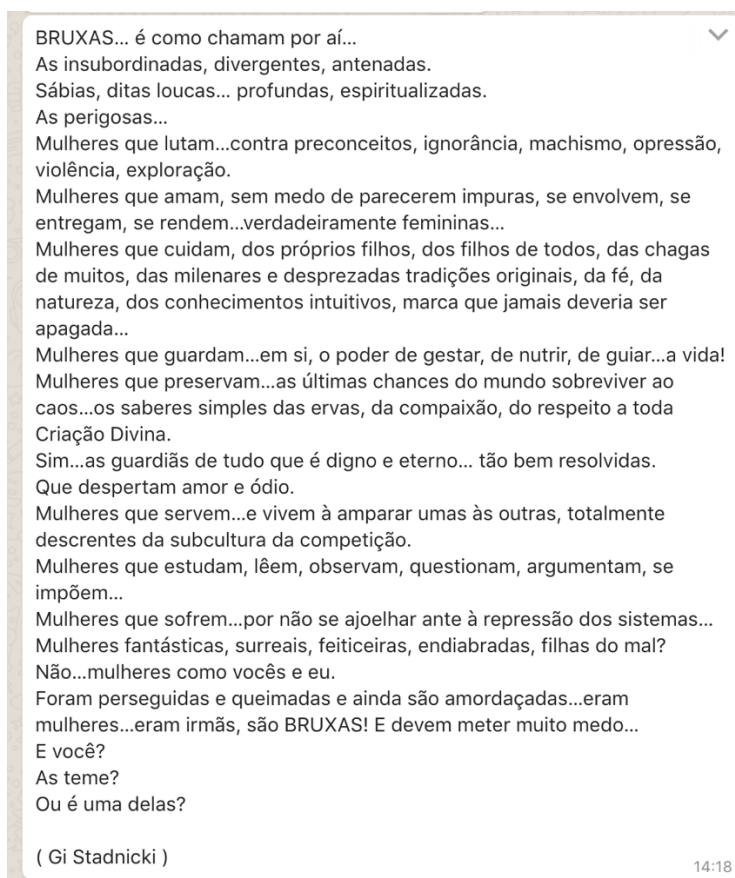 BRUXAS... é como chamam por aí...
As insubordinadas, divergentes, antenadas.
Sábias, ditas loucas... profundas, espiritualizadas.
As perigosas...
Mulheres que lutam...contra preconceitos, ignorância, machismo, opressão,
violência, exploração.
Mulheres que amam, sem medo de parecerem impuras, se envolvem, se
entregam, se rendem...verdadeiramente femininas...
Mulheres que cuidam, dos próprios filhos, dos filhos de todos, das chagas
de muitos, das milenares e desprezadas tradições originais, da fé, da
natureza, dos conhecimentos intuitivos, marca que jamais deveria ser
apagada...
Mulheres que guardam...em si, o poder de gestar, de nutrir, de guiar...a vida!
Mulheres que preservam...as últimas chances do mundo sobreviver ao
caos...os saberes simples das ervas, da compaixão, do respeito a toda
Criação Divina.
Sim...as guardiãs de tudo que é digno e eterno... tão bem resolvidas.
Que despertam amor e ódio.
Mulheres que servem...e vivem à amparar umas às outras, totalmente
descrentes da subcultura da competição.
Mulheres que estudam, lêem, observam, questionam, argumentam, se
impõem...
Mulheres que sofrem...por não se ajoelhar ante à repressão dos sistemas...
Mulheres fantásticas, surreais, feiticeiras, endiabradas, filhas do mal?
Não...mulheres como vocês e eu.
Foram perseguidas e queimadas e ainda são amordaçadas...eram
mulheres...eram irmãs, são BRUXAS! E devem meter muito medo...
E você?
As teme?
Ou é uma delas?
( Gi Stadnicki )
14:18